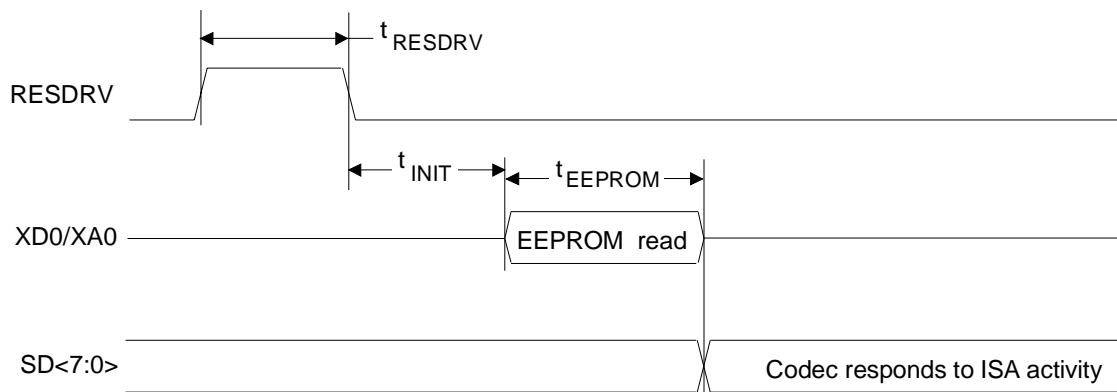 t RESDRV
RESDRV
t INIT
t EEPROM
XD0/XA0
EEPROM read
SD<7:0>
Codec responds to ISA activity